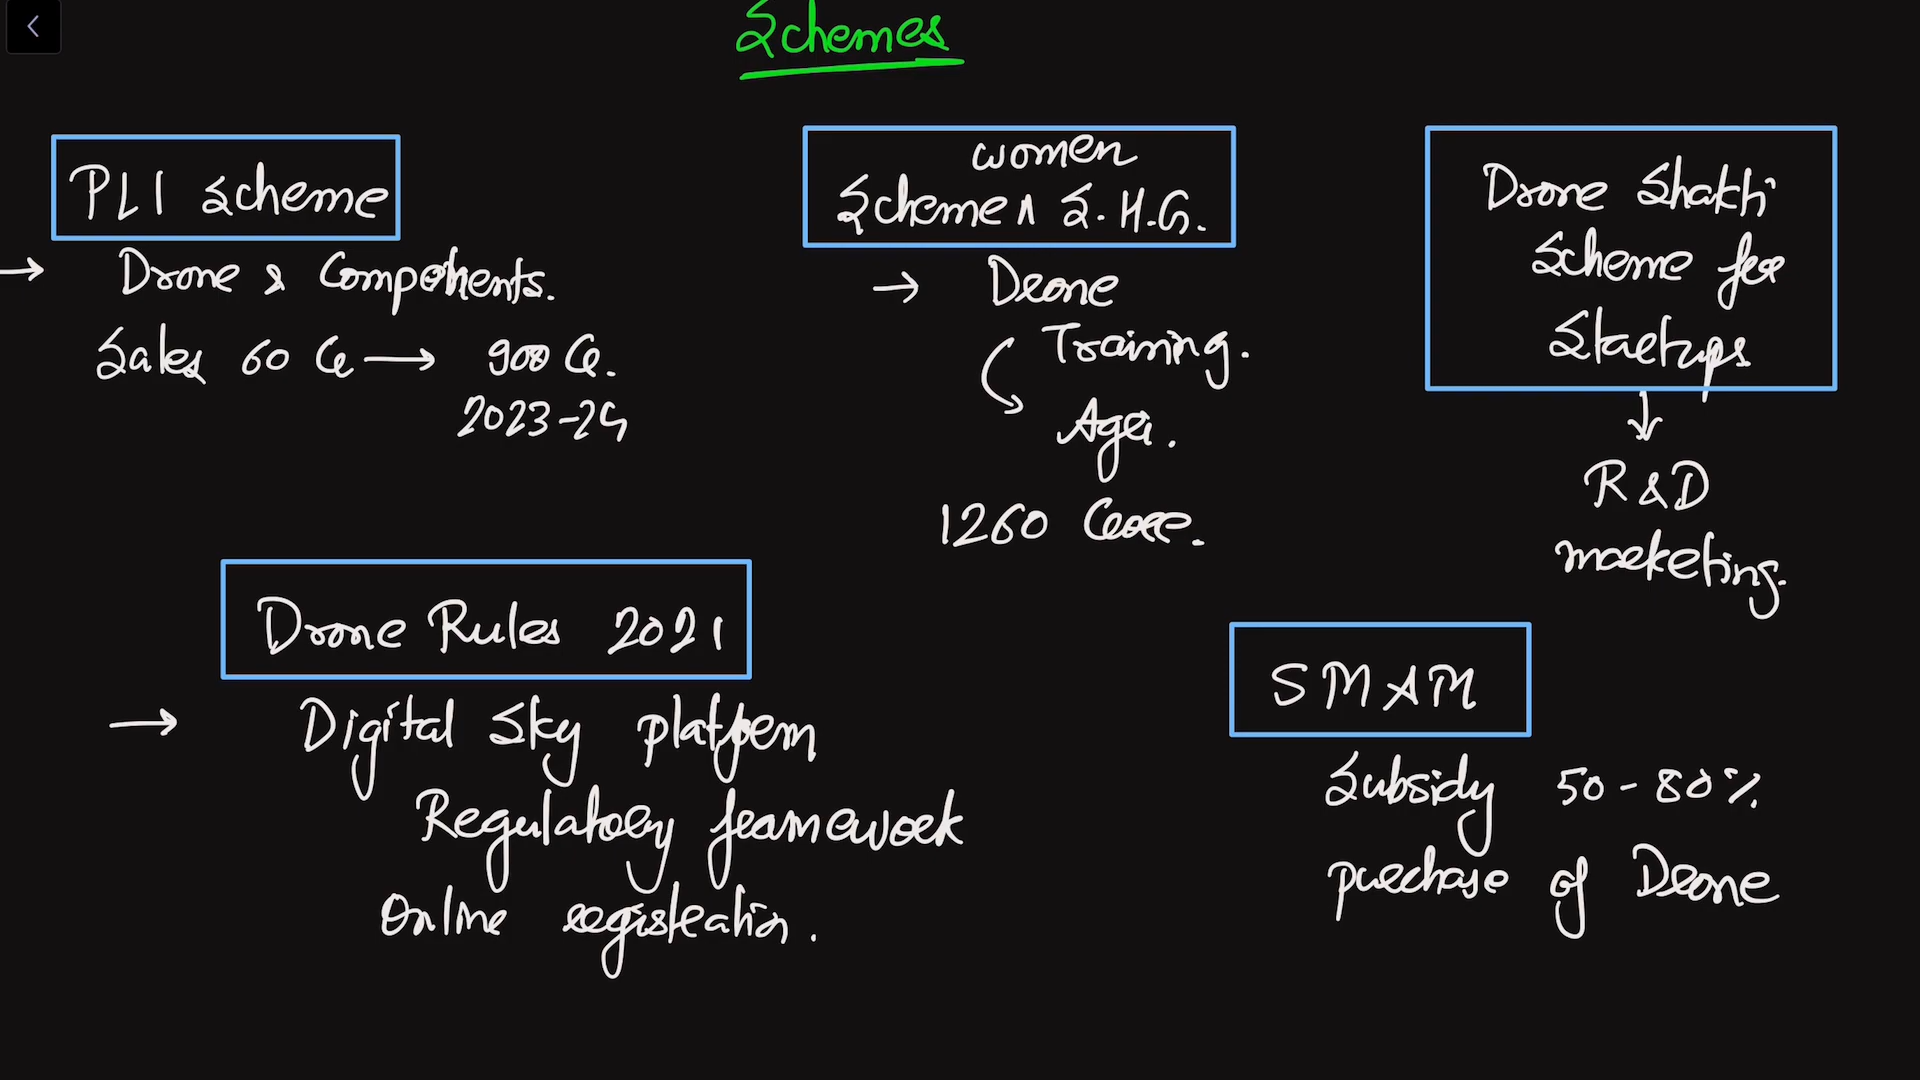 Schemes
PLI Scheme
→ Drone & Components.
Sales 60 Cr → 900 Cr.
2023-24
women
Scheme ∧ S.H.G.
→ Drone
Training.
Agri.
1260 Crore.
Drone Shakti
Scheme for
Startups
↓
R&D
marketing.
Drone Rules 2021
→ Digital Sky platform
Regulatory framework
Online registration.
SMAM
Subsidy 50-80%
purchase of Drone